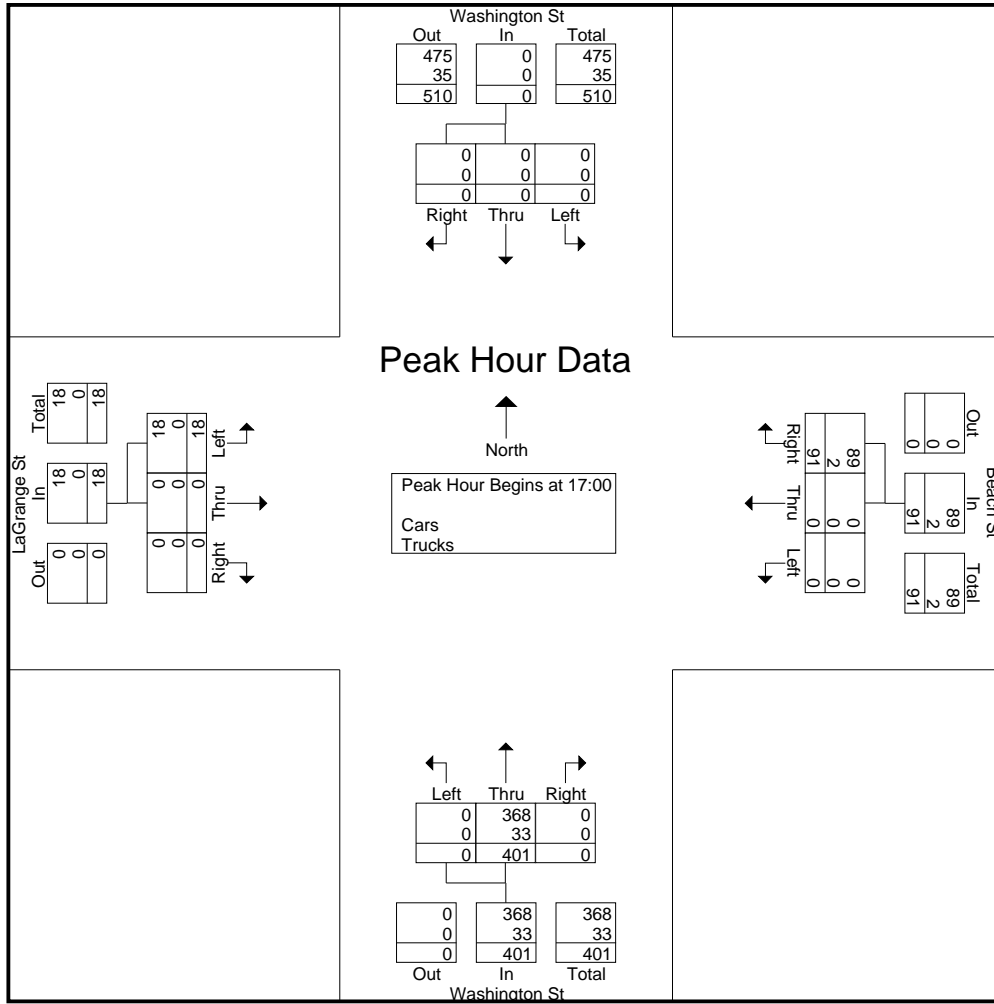 Washington St
Out In Total
475 0 475
35 0 35
510 0 510
0 0 0
0 0 0
0 0 0
Right Thru Left
Peak Hour Data
North
Peak Hour Begins at 17:00
Cars
Trucks
LaGrange St
Total In Out
18 18 0
0 0 0
18 18 0
Left Thru Right
18 0 0
0 0 0
18 0 0
Right Thru Left
89 0 0
2 0 0
91 0 0
Beach St
Out In Total
0 89 89
0 2 2
0 91 91
Left Thru Right
0 368 0
0 33 0
0 401 0
0 368 368
0 33 33
0 401 401
Out In Total
Washington St